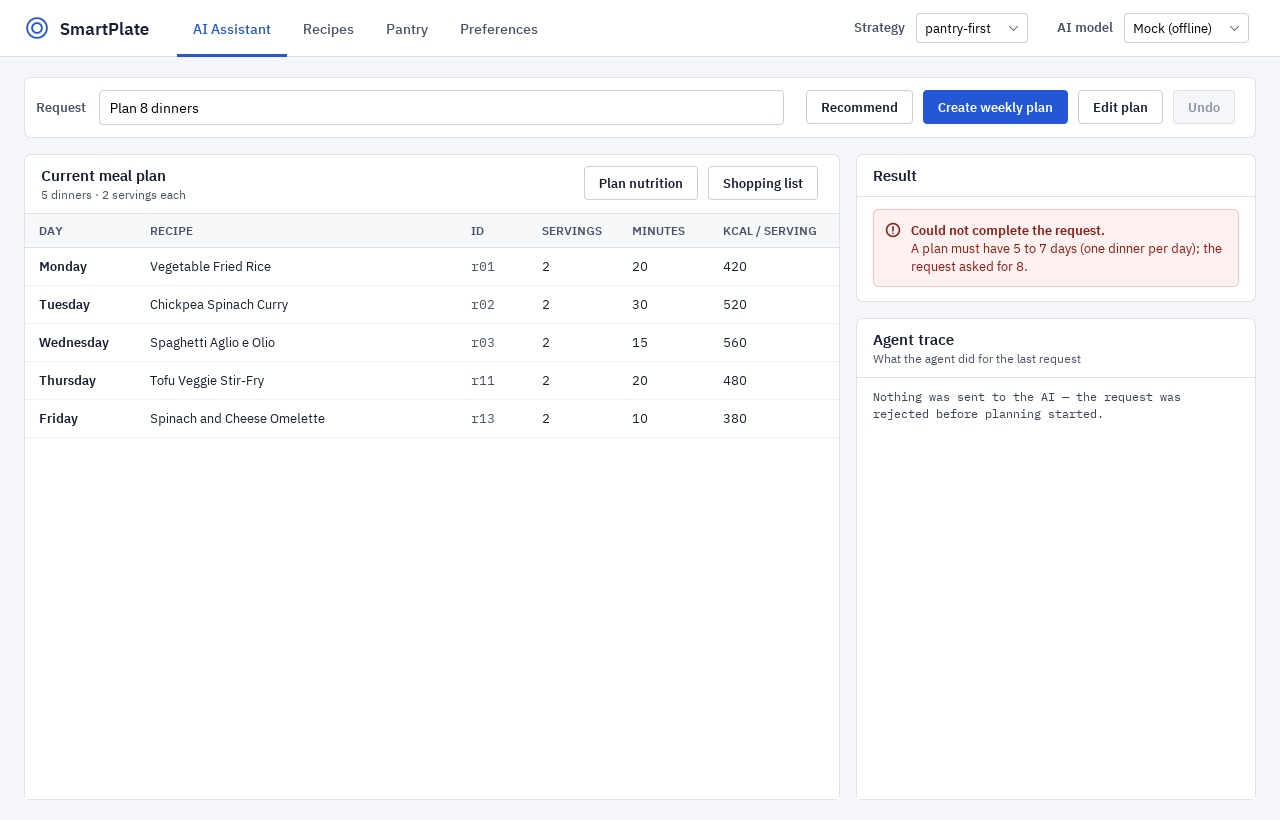 SmartPlate
AI Assistant
Recipes
Pantry
Preferences
Strategy
pantry-first
AI model
Mock (offline)
Request
Plan 8 dinners
Recommend
Create weekly plan
Edit plan
Undo
Current meal plan
5 dinners · 2 servings each
Plan nutrition
Shopping list
DAY RECIPE ID SERVINGS MINUTES KCAL / SERVING
Monday Vegetable Fried Rice r01 2 20 420
Tuesday Chickpea Spinach Curry r02 2 30 520
Wednesday Spaghetti Aglio e Olio r03 2 15 560
Thursday Tofu Veggie Stir-Fry r11 2 20 480
Friday Spinach and Cheese Omelette r13 2 10 380
Result
Could not complete the request.
A plan must have 5 to 7 days (one dinner per day); the
request asked for 8.
Agent trace
What the agent did for the last request
Nothing was sent to the AI — the request was
rejected before planning started.